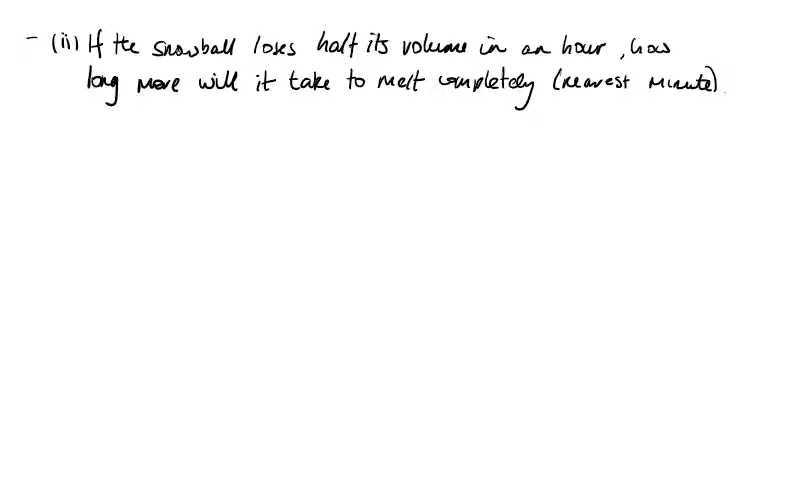 - (ii) If the snowball loses half its volume in an hour, how
long more will it take to melt completely (nearest minute).